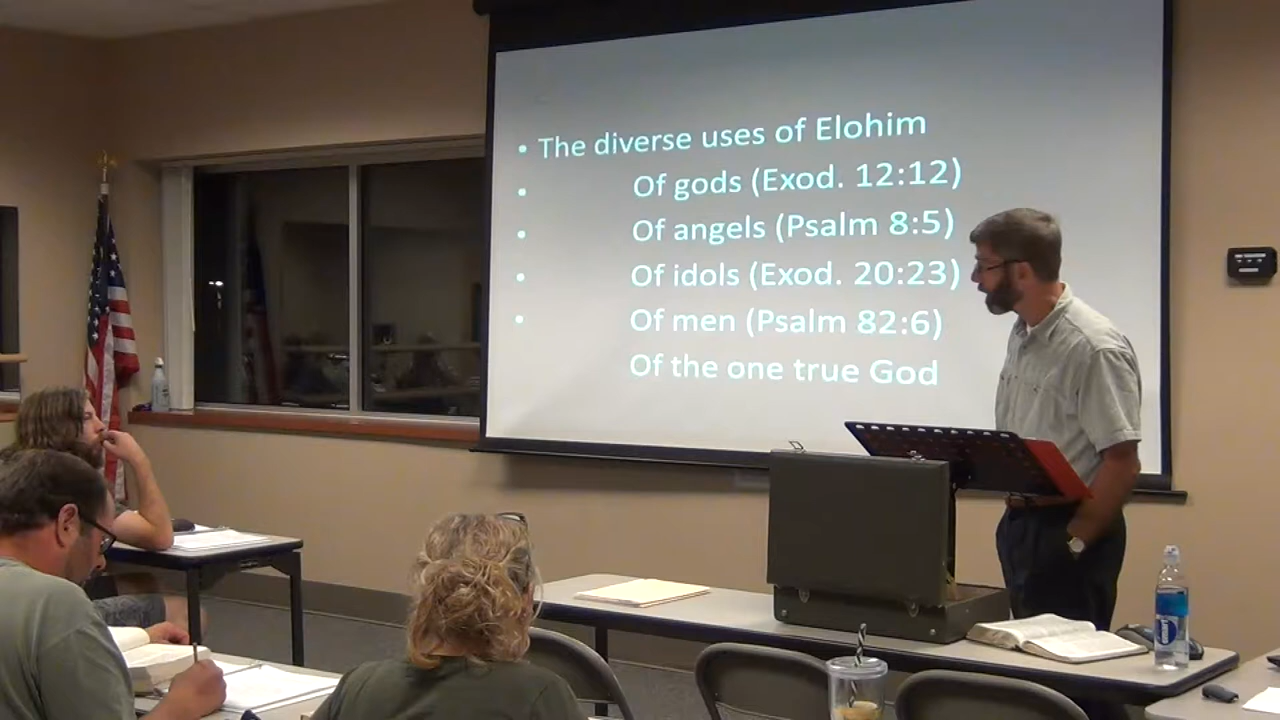 • The diverse uses of Elohim
• Of gods (Exod. 12:12)
• Of angels (Psalm 8:5)
• Of idols (Exod. 20:23)
• Of men (Psalm 82:6)
Of the one true God